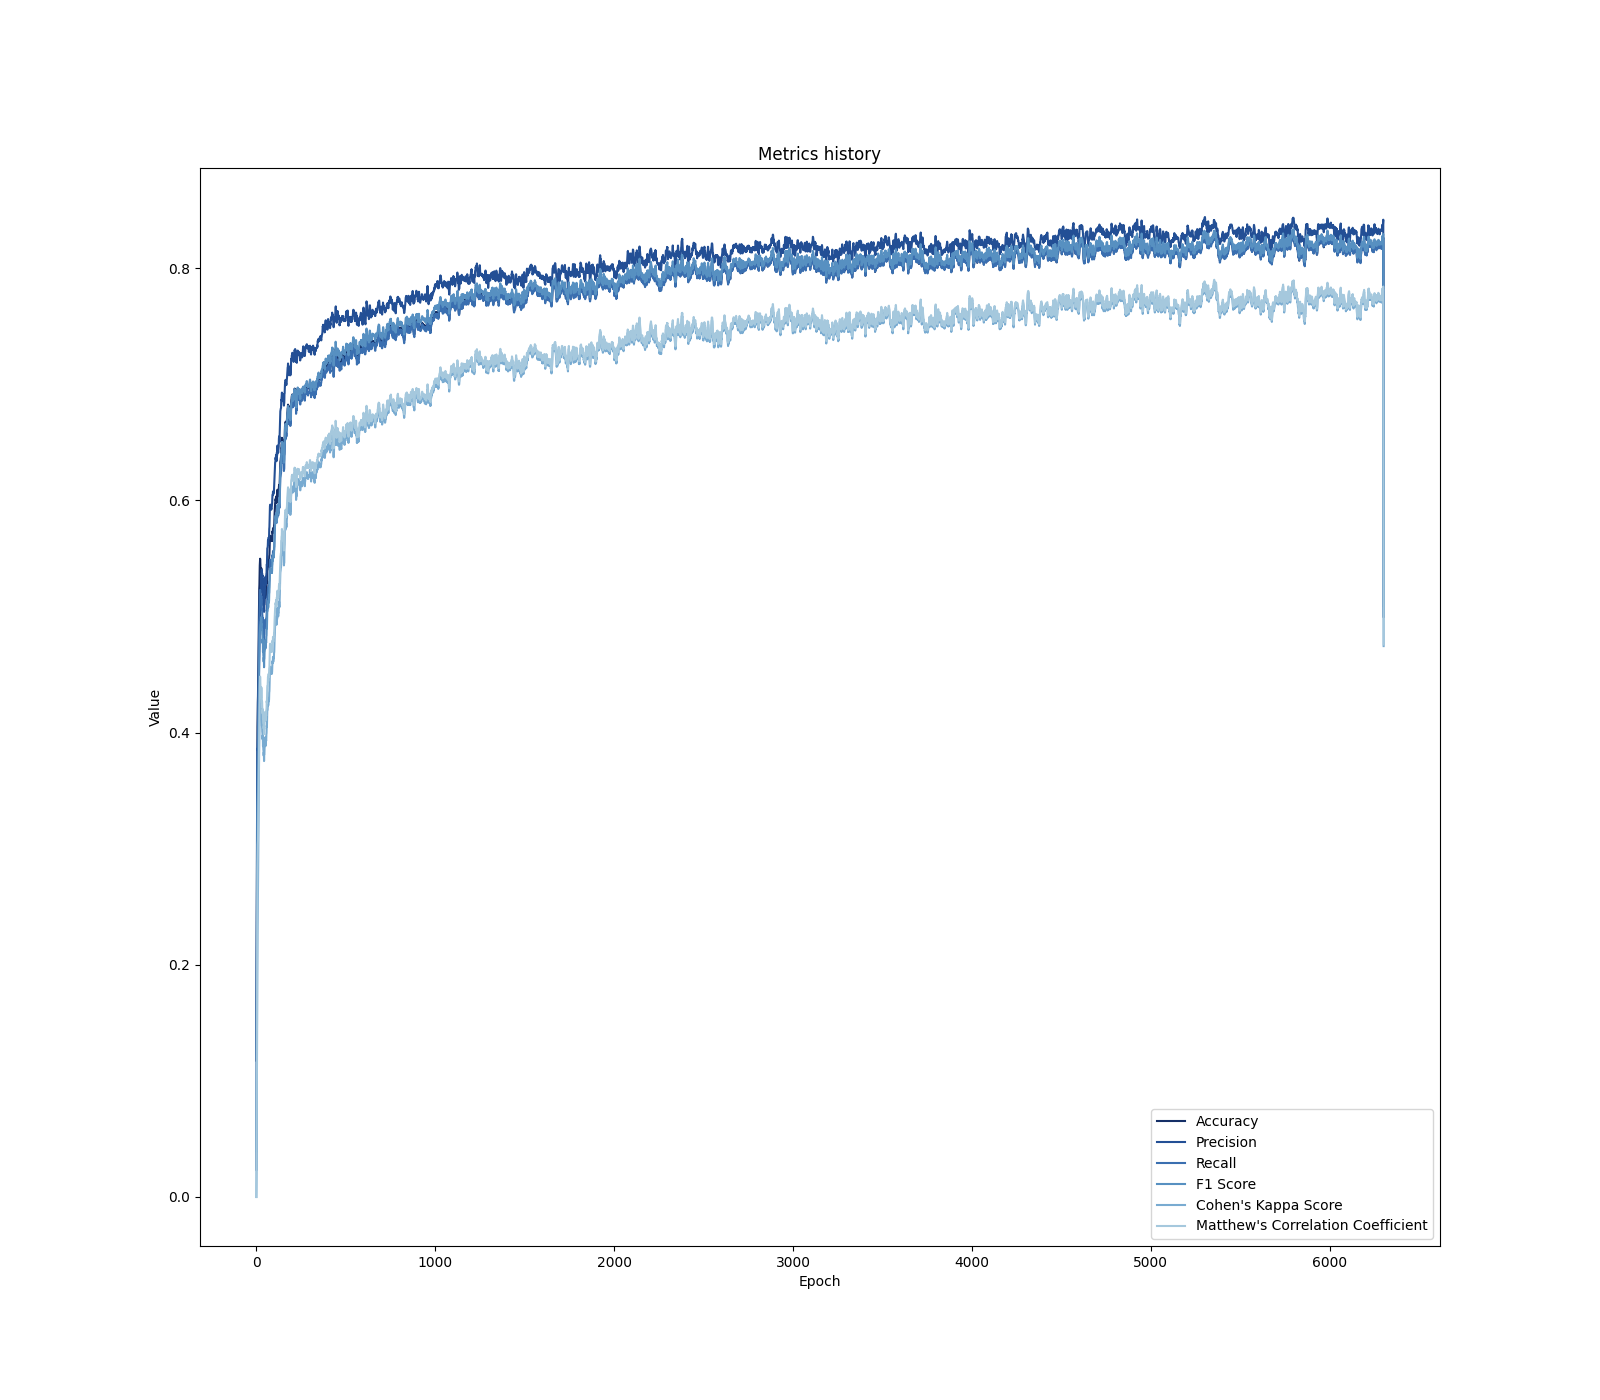 Metrics history
0.8
0.6
0.4
0.2
0.0
Value
0 1000 2000 3000 4000 5000 6000
Epoch
Accuracy
Precision
Recall
F1 Score
Cohen's Kappa Score
Matthew's Correlation Coefficient